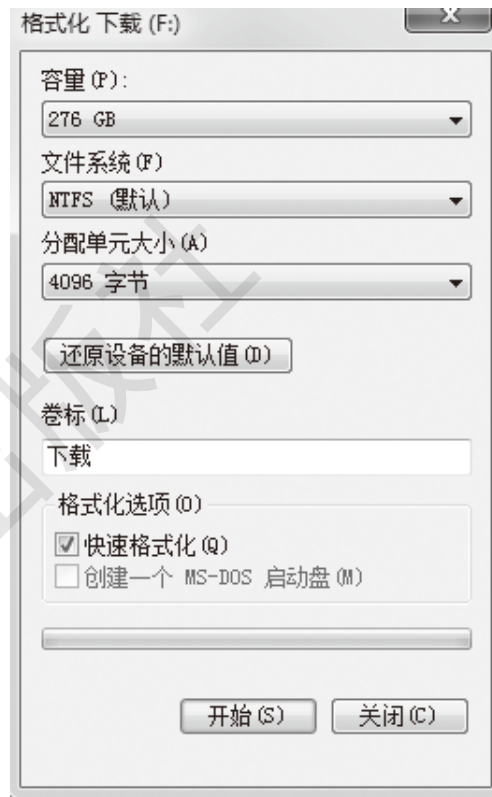 格式化 下载 (F:)
容量(P):
276 GB
文件系统(F)
NTFS (默认)
分配单元大小(A)
4096 字节
还原设备的默认值(D)
卷标(L)
下载
格式化选项(O)
快速格式化(Q)
创建一个 MS-DOS 启动盘(M)
开始(S)
关闭(C)
出版社